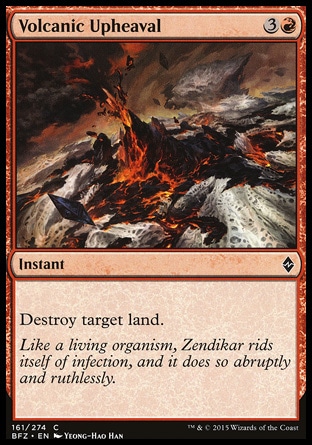 Volcanic Upheaval 3
Instant
Destroy target land.
Like a living organism, Zendikar rids
itself of infection, and it does so abruptly
and ruthlessly.
161/274 C
BFZ • EN Yeong-Hao Han
™ & © 2015 Wizards of the Coast